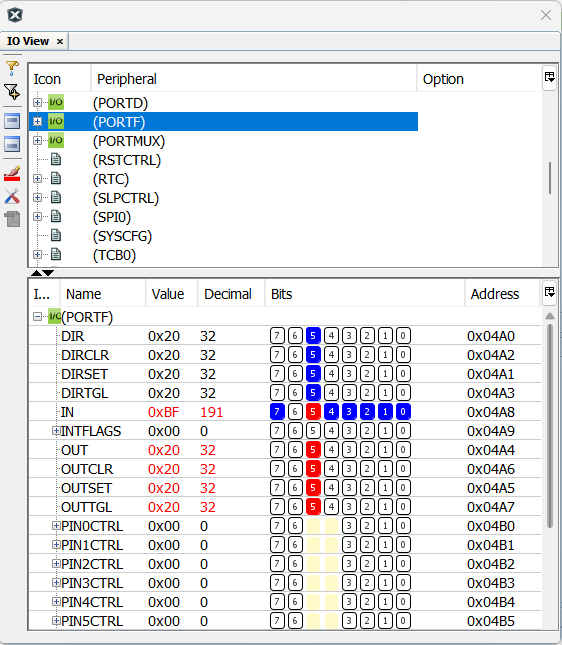 IO View ×
Icon Peripheral Option
I/O (PORTD)
I/O (PORTF)
I/O (PORTMUX)
(RSTCTRL)
(RTC)
(SLPCTRL)
(SPI0)
(SYSCFG)
(TCB0)
I... Name Value Decimal Bits Address
I/O (PORTF)
DIR 0x20 32 7 6 5 4 3 2 1 0 0x04A0
DIRCLR 0x20 32 7 6 5 4 3 2 1 0 0x04A2
DIRSET 0x20 32 7 6 5 4 3 2 1 0 0x04A1
DIRTGL 0x20 32 7 6 5 4 3 2 1 0 0x04A3
IN 0xBF 191 7 6 5 4 3 2 1 0 0x04A8
INTFLAGS 0x00 0 7 6 5 4 3 2 1 0 0x04A9
OUT 0x20 32 7 6 5 4 3 2 1 0 0x04A4
OUTCLR 0x20 32 7 6 5 4 3 2 1 0 0x04A6
OUTSET 0x20 32 7 6 5 4 3 2 1 0 0x04A5
OUTTGL 0x20 32 7 6 5 4 3 2 1 0 0x04A7
PIN0CTRL 0x00 0 7 6 3 2 1 0 0x04B0
PIN1CTRL 0x00 0 7 6 3 2 1 0 0x04B1
PIN2CTRL 0x00 0 7 6 3 2 1 0 0x04B2
PIN3CTRL 0x00 0 7 6 3 2 1 0 0x04B3
PIN4CTRL 0x00 0 7 6 3 2 1 0 0x04B4
PIN5CTRL 0x00 0 7 6 3 2 1 0 0x04B5